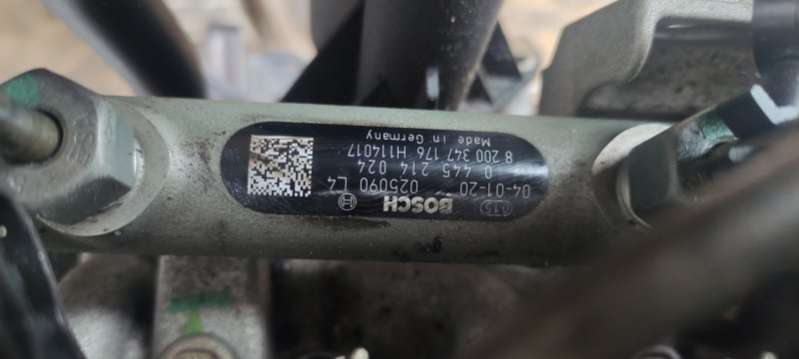 BOSCH
04-01-20 025090 L4
0 445 214 024
8 200 347 176 H114017
Made in Germany